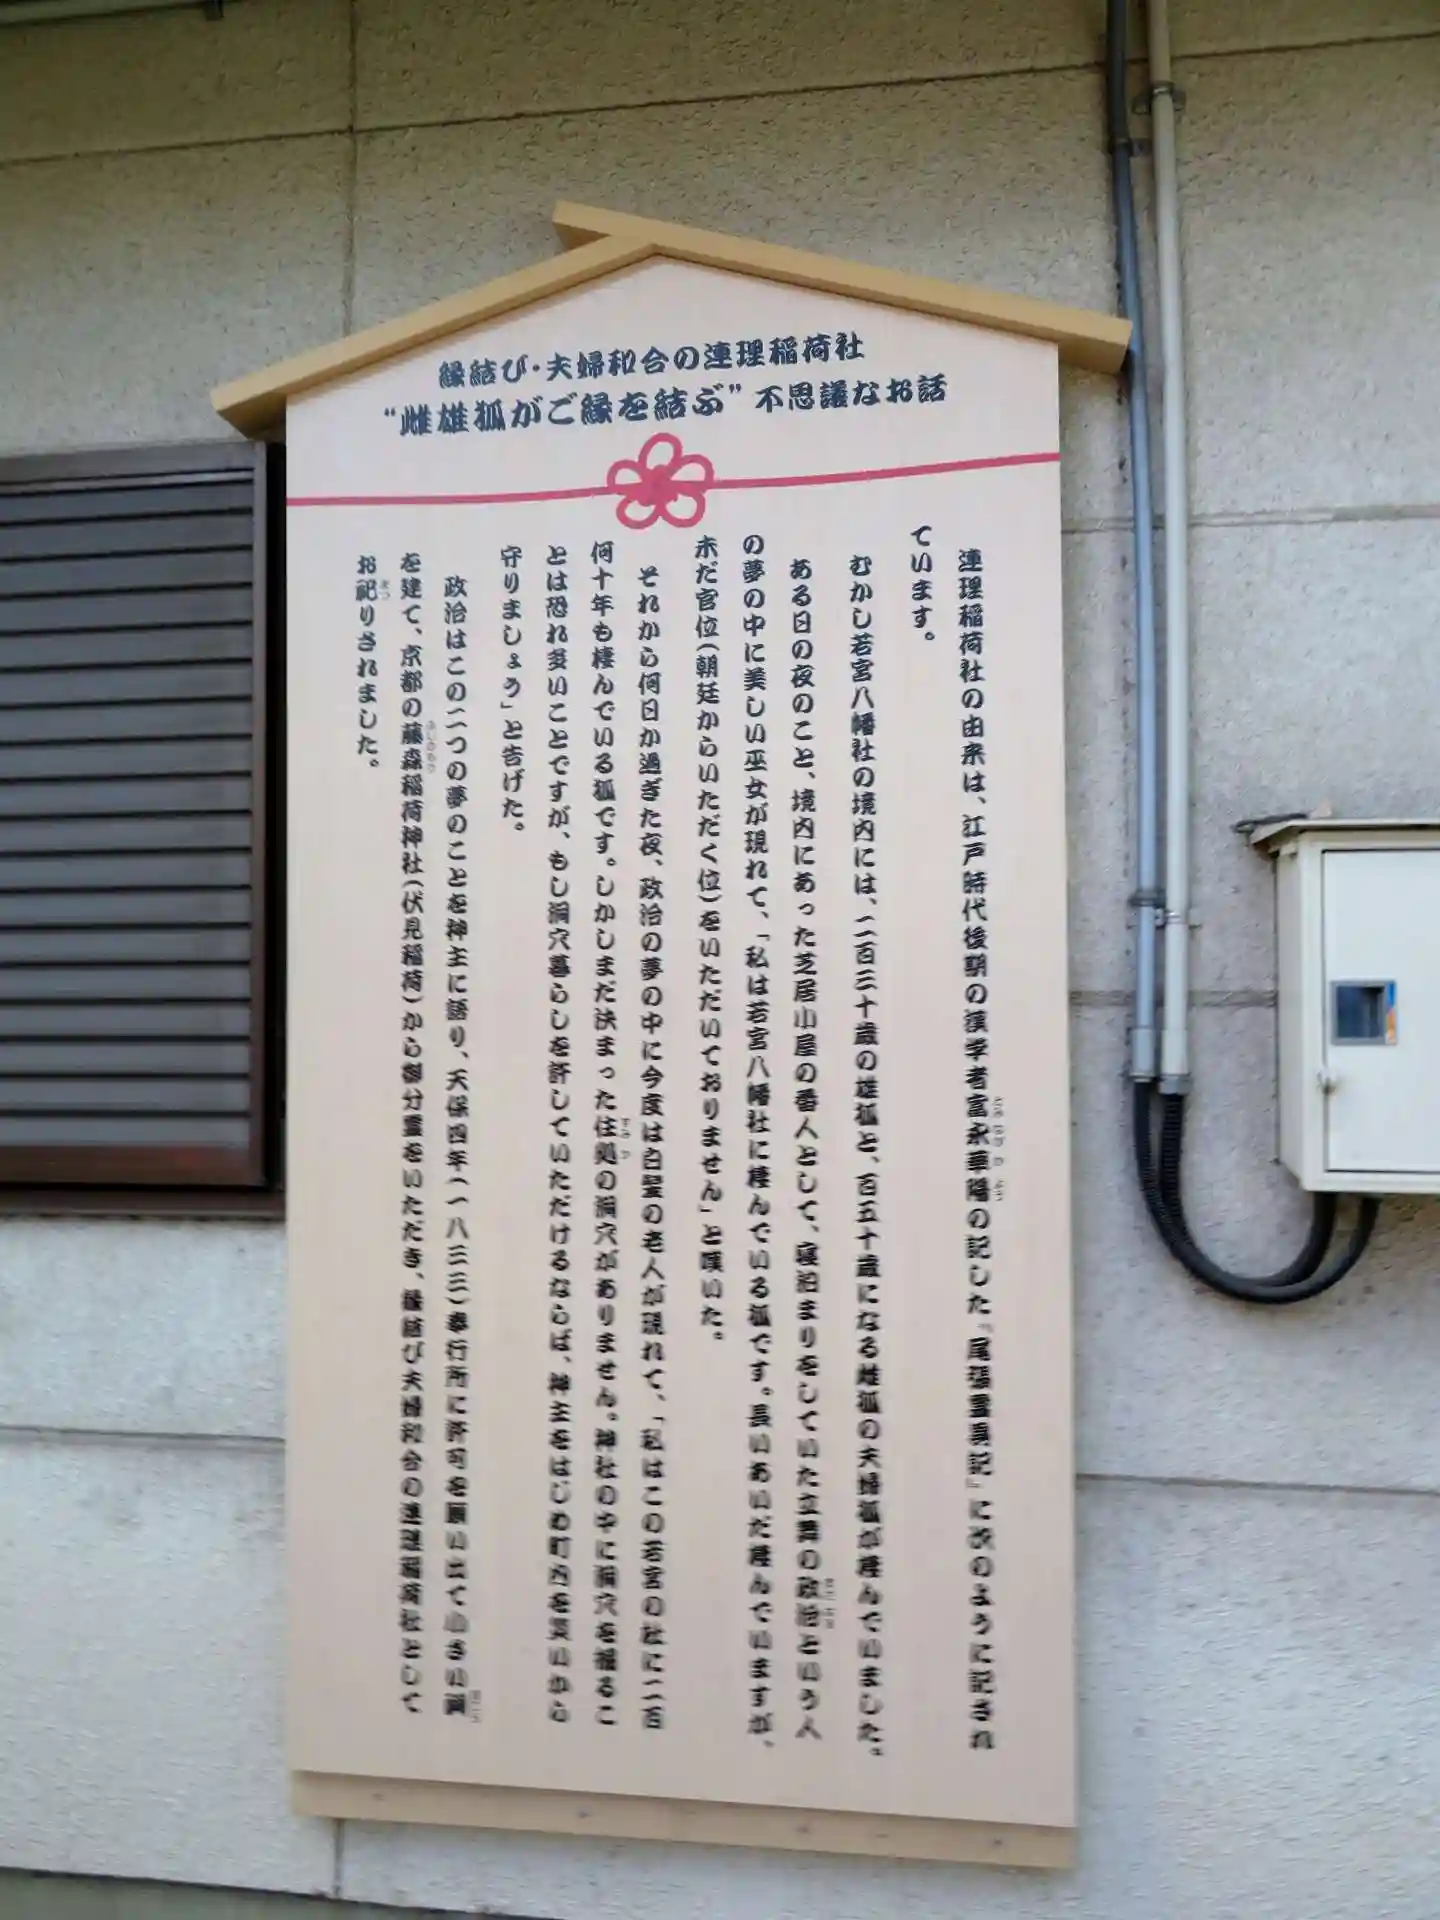 縁結び・夫婦和合の連理稲荷社
“雌雄狐がご縁を結ぶ”不思議なお話
連理稲荷社の由来は、江戸時代後期の漢学者富永華陽の記した『尾張霊異記』に次のように記され
ています。
むかし若宮八幡社の境内には、二百三十歳の雄狐と、百五十歳になる雌狐の夫婦狐が棲んでいました。
ある日の夜のこと、境内にあった芝居小屋の番人として、寝泊まりをしていた立舞の政治という人
の夢の中に美しい巫女が現れて、「私は若宮八幡社に棲んでいる狐です。長いあいだ棲んでいますが、
未だ官位(朝廷からいただく位)をいただいておりません」と嘆いた。
それから何日か過ぎた夜、政治の夢の中に今度は白髪の老人が現れて、「私はこの若宮の社に二百
何十年も棲んでいる狐です。しかしまだ決まった住処の洞穴がありません。神社の中に洞穴を掘るこ
とは恐れ多いことですが、もし洞穴暮らしを許していただけるならば、神主をはじめ町内を災いから
守りましょう」と告げた。
政治はこの二つの夢のことを神主に語り、天保四年(一八三三)奉行所に許可を願い出て小さい祠
を建て、京都の藤森稲荷神社(伏見稲荷)から御分霊をいただき、縁結び夫婦和合の連理稲荷社として
お祀りされました。